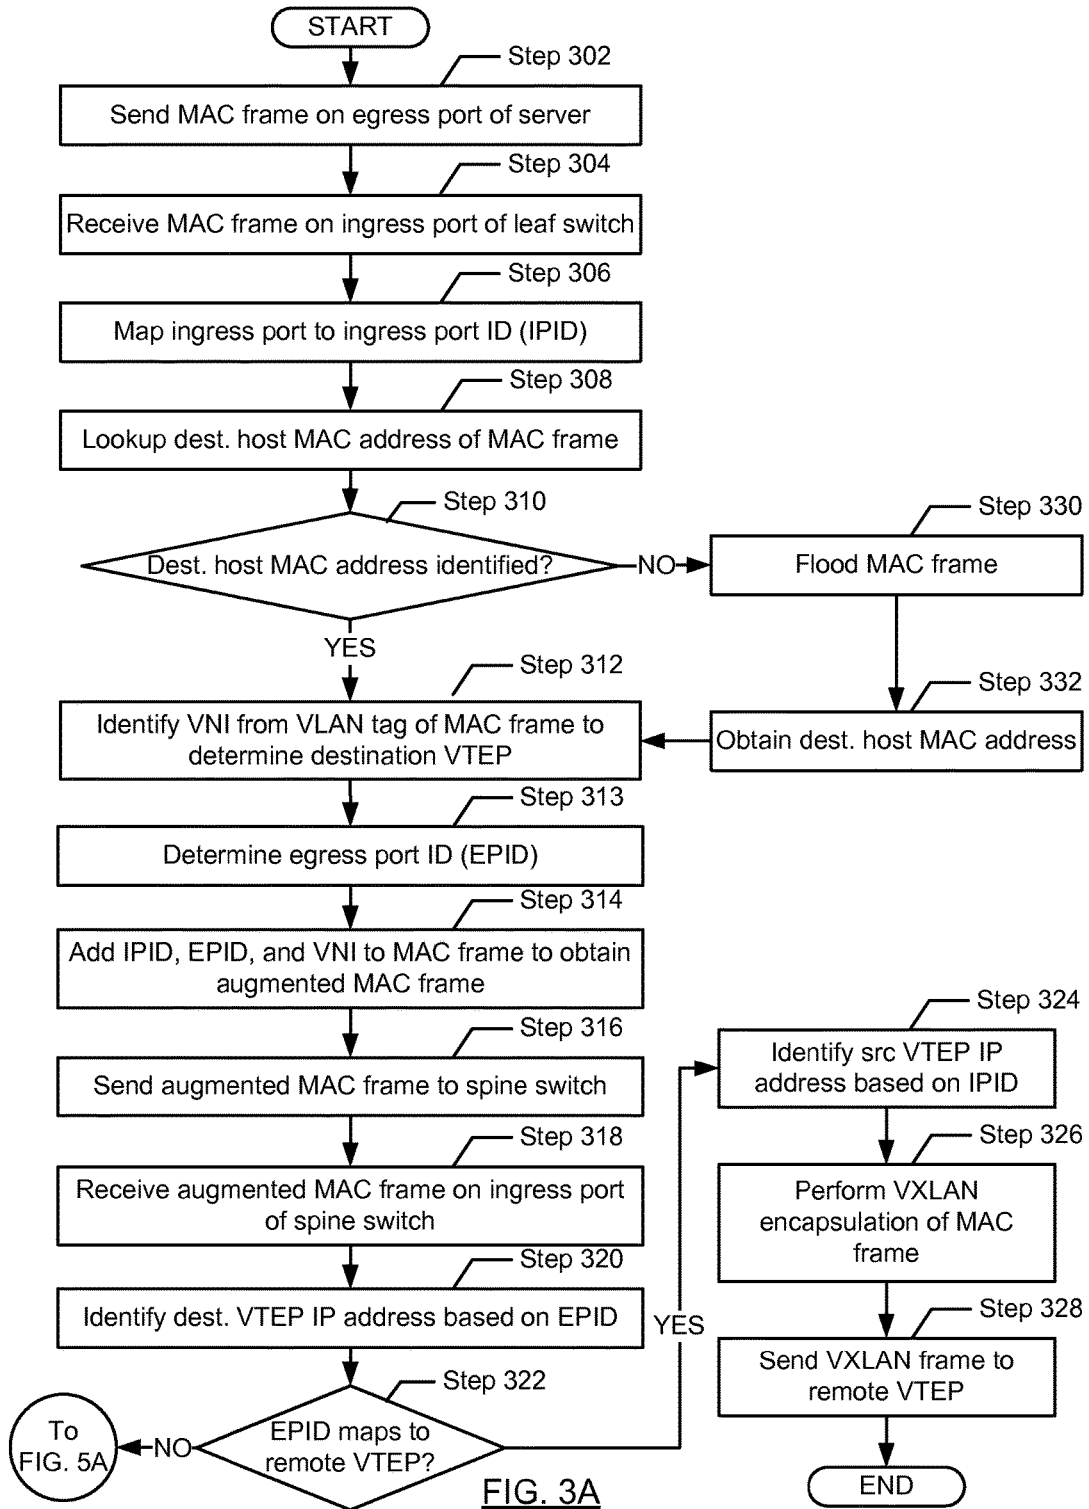 START
Step 302
Send MAC frame on egress port of server
Step 304
Receive MAC frame on ingress port of leaf switch
Step 306
Map ingress port to ingress port ID (IPID)
Step 308
Lookup dest. host MAC address of MAC frame
Step 310
Dest. host MAC address identified?
NO
Step 330
Flood MAC frame
YES
Step 332
Obtain dest. host MAC address
Step 312
Identify VNI from VLAN tag of MAC frame to
determine destination VTEP
Step 313
Determine egress port ID (EPID)
Step 314
Add IPID, EPID, and VNI to MAC frame to obtain
augmented MAC frame
Step 316
Send augmented MAC frame to spine switch
Step 318
Receive augmented MAC frame on ingress port
of spine switch
Step 320
Identify dest. VTEP IP address based on EPID
Step 322
EPID maps to
remote VTEP?
NO
To
FIG. 5A
YES
Step 324
Identify src VTEP IP
address based on IPID
Step 326
Perform VXLAN
encapsulation of MAC
frame
Step 328
Send VXLAN frame to
remote VTEP
END
FIG. 3A